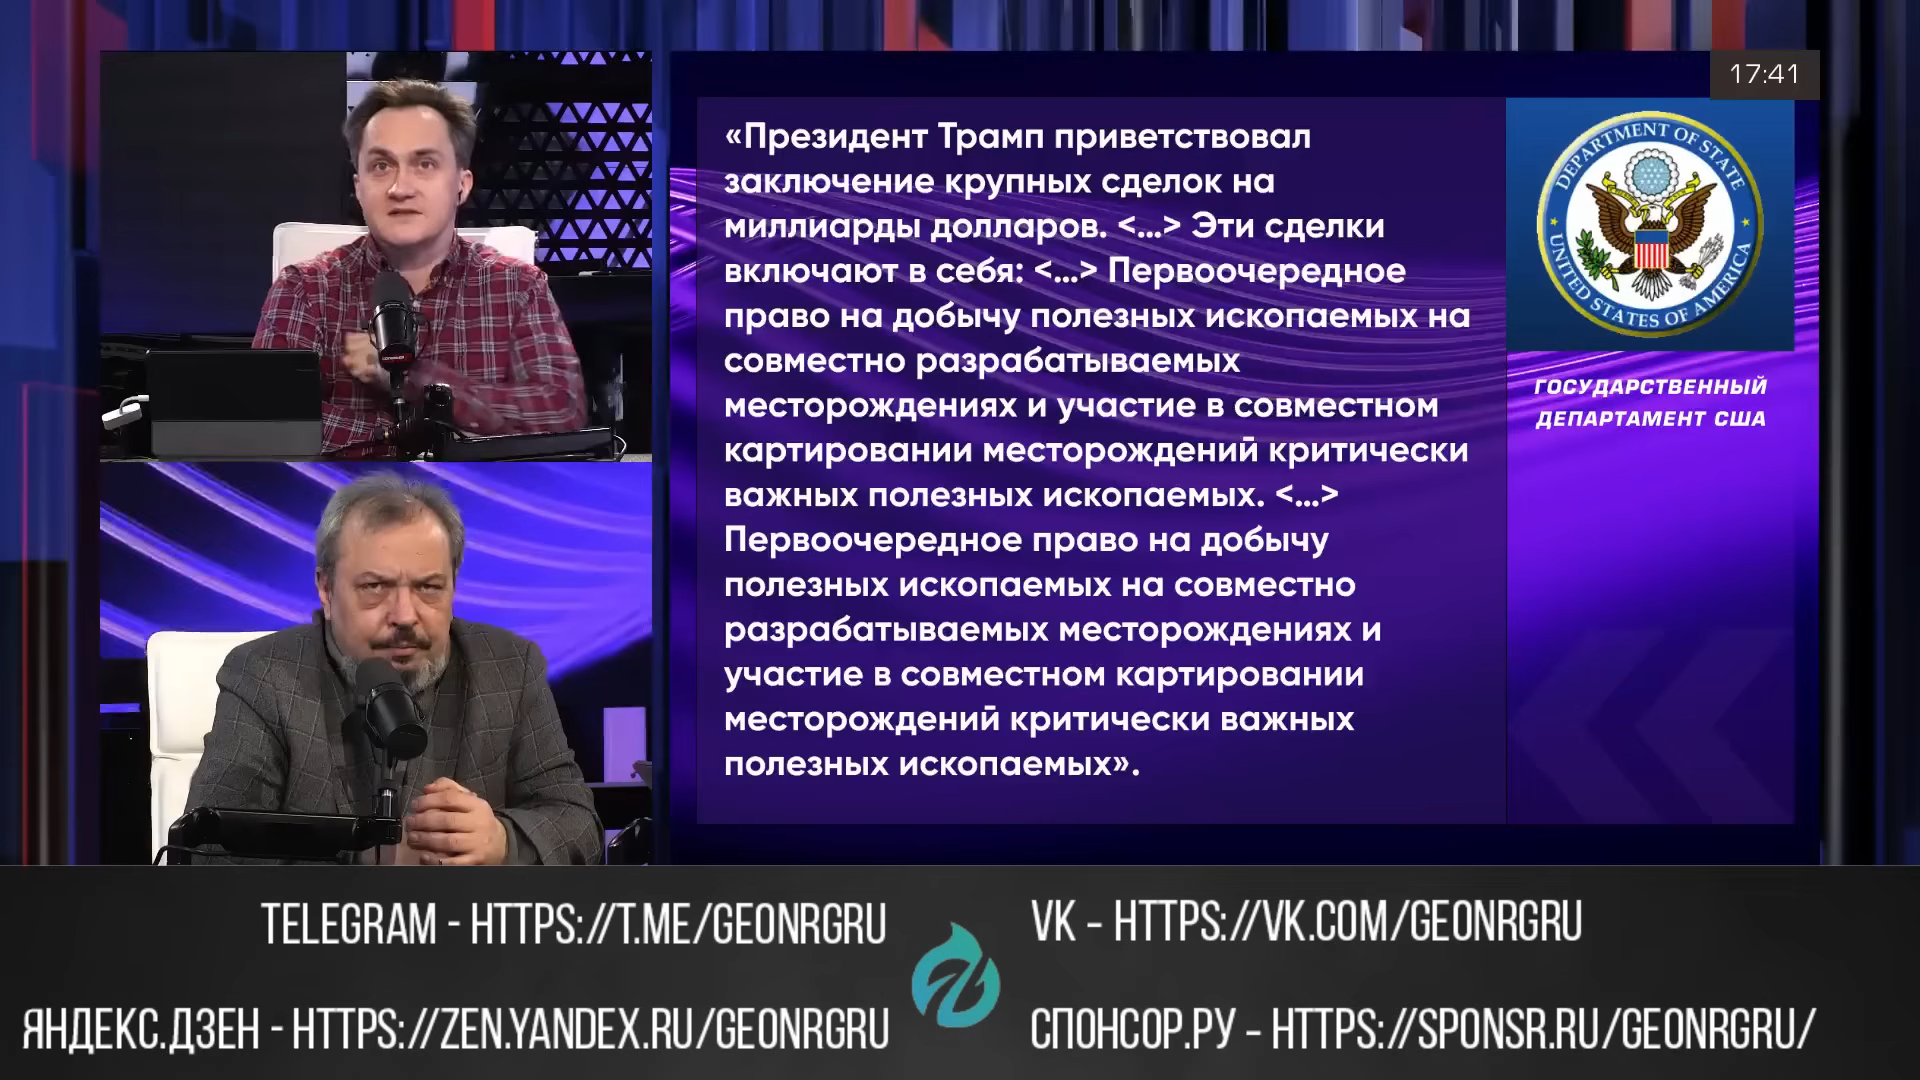 17:41
«Президент Трамп приветствовал
заключение крупных сделок на
миллиарды долларов. <...> Эти сделки
включают в себя: <...> Первоочередное
право на добычу полезных ископаемых на
совместно разрабатываемых
месторождениях и участие в совместном
картировании месторождений критически
важных полезных ископаемых. <...>
Первоочередное право на добычу
полезных ископаемых на совместно
разрабатываемых месторождениях и
участие в совместном картировании
месторождений критически важных
полезных ископаемых».
DEPARTMENT OF STATE
UNITED STATES OF AMERICA
ГОСУДАРСТВЕННЫЙ
ДЕПАРТАМЕНТ США
TELEGRAM - HTTPS://T.ME/GEONRGRU
VK - HTTPS://VK.COM/GEONRGRU
ЯНДЕКС.ДЗЕН - HTTPS://ZEN.YANDEX.RU/GEONRGRU
СПОНСОР.РУ - HTTPS://SPONSR.RU/GEONRGRU/